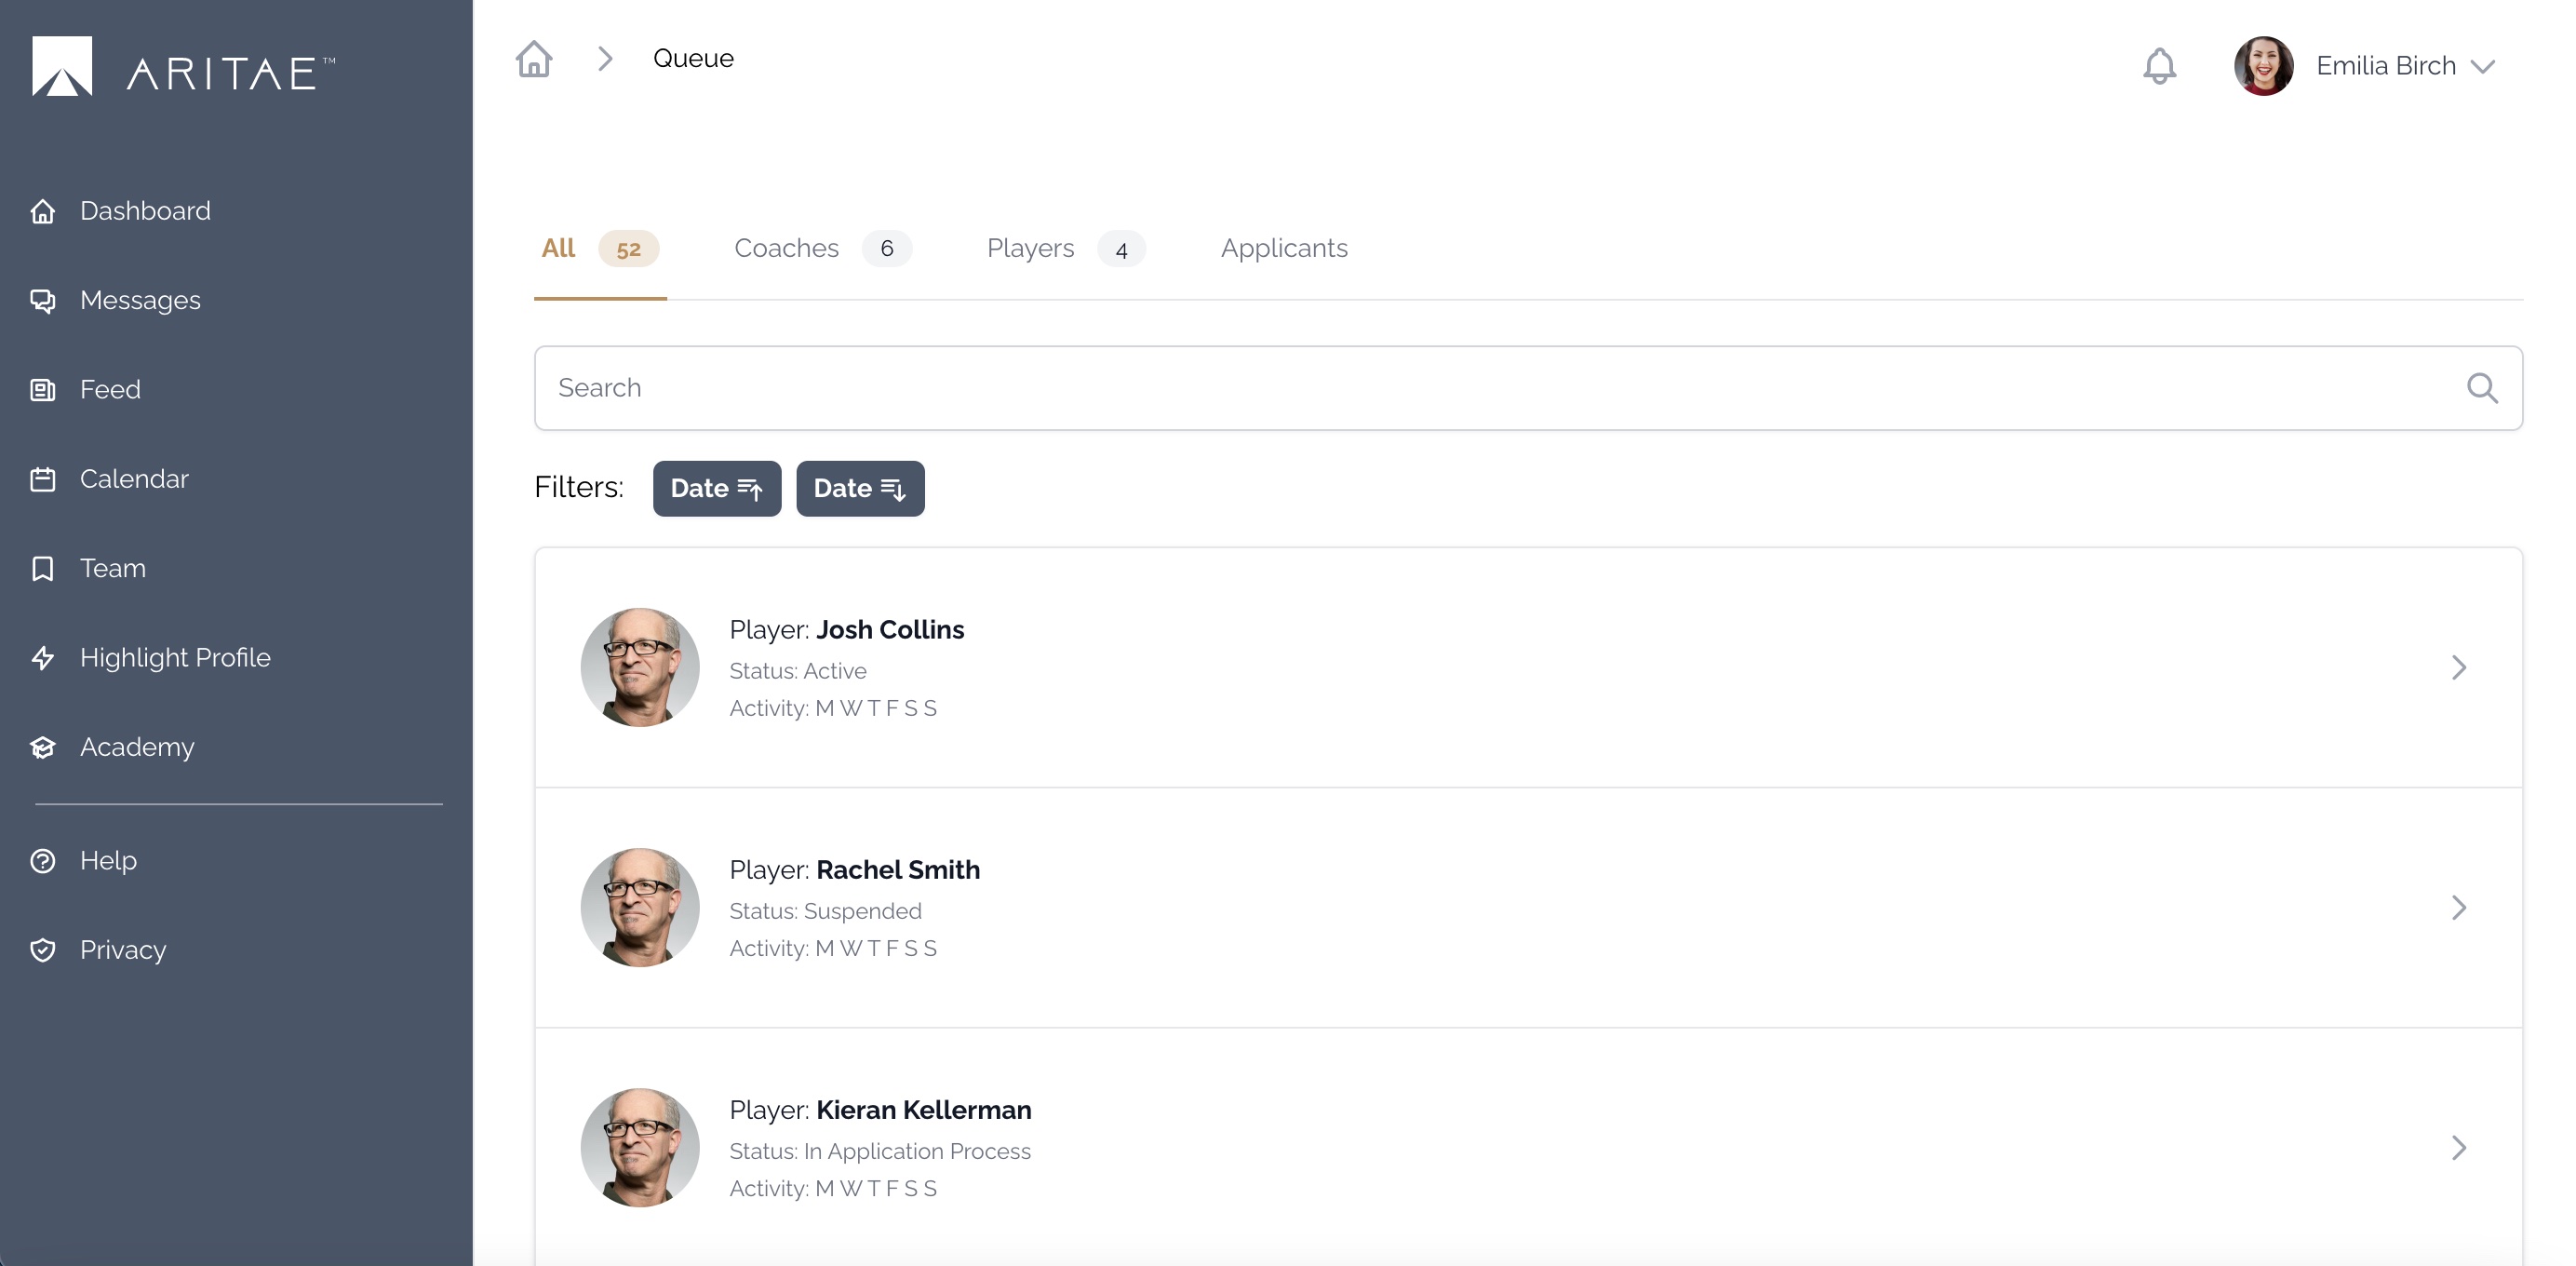 ARITAE™
Dashboard
Messages
Feed
Calendar
Team
Highlight Profile
Academy
Help
Privacy
Queue
Emilia Birch
All 52 Coaches 6 Players 4 Applicants
Search
Filters: Date Date
Player: Josh Collins
Status: Active
Activity: M W T F S S
Player: Rachel Smith
Status: Suspended
Activity: M W T F S S
Player: Kieran Kellerman
Status: In Application Process
Activity: M W T F S S